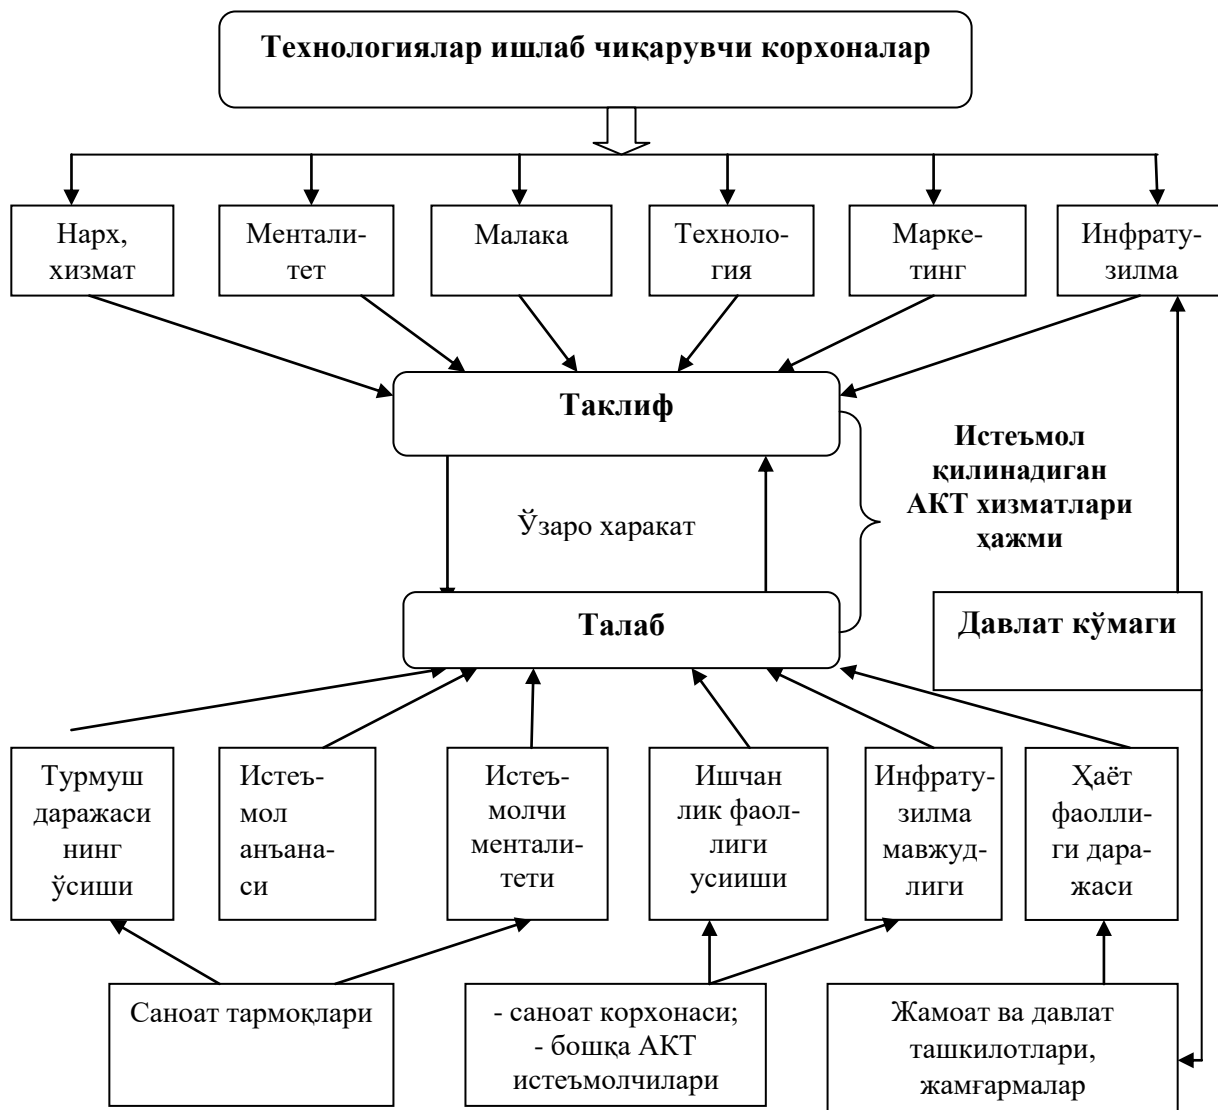 Технологиялар ишлаб чиқарувчи корхоналар
Нарх,
хизмат
Ментали-
тет
Малака
Техноло-
гия
Марке-
тинг
Инфрату-
зилма
Таклиф
Истеъмол
қилинадиган
АКТ хизматлари
ҳажми
Ўзаро харакат
Талаб
Давлат кўмаги
Турмуш
даражаси
нинг
ўсиши
Истеъ-
мол
анъана-
си
Истеъ-
молчи
ментали-
тети
Ишчан
лик фаол-
лиги
усииши
Инфрату-
зилма
мавжуд-
лиги
Ҳаёт
фаолли-
ги дара-
жаси
Саноат тармоқлари
- саноат корхонаси;
- бошқа АКТ
истеъмолчилари
Жамоат ва давлат
ташкилотлари,
жамғармалар